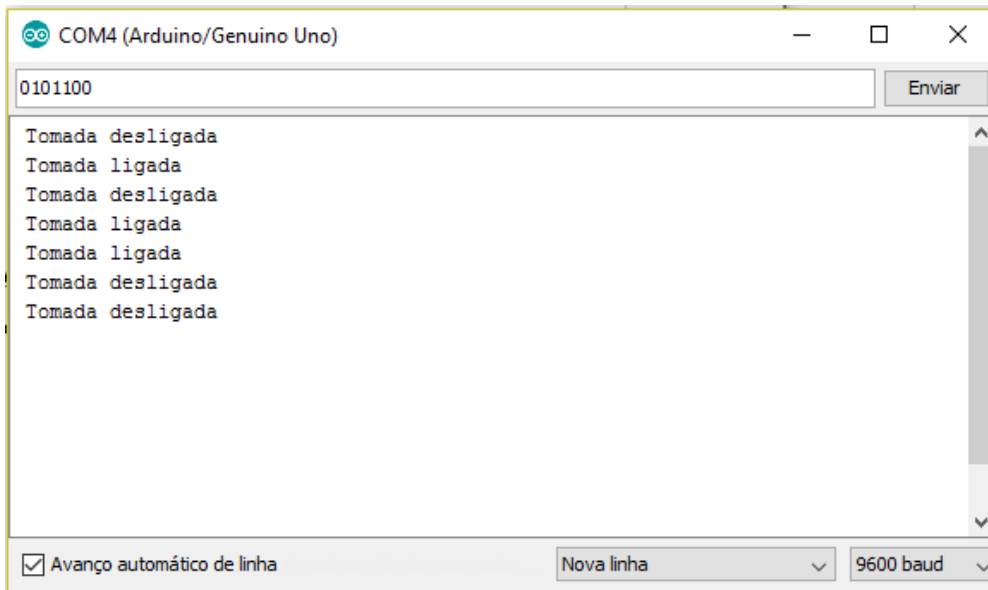 COM4 (Arduino/Genuino Uno)
0101100
Enviar
Tomada desligada
Tomada ligada
Tomada desligada
Tomada ligada
Tomada ligada
Tomada desligada
Tomada desligada
Avanço automático de linha
Nova linha
9600 baud